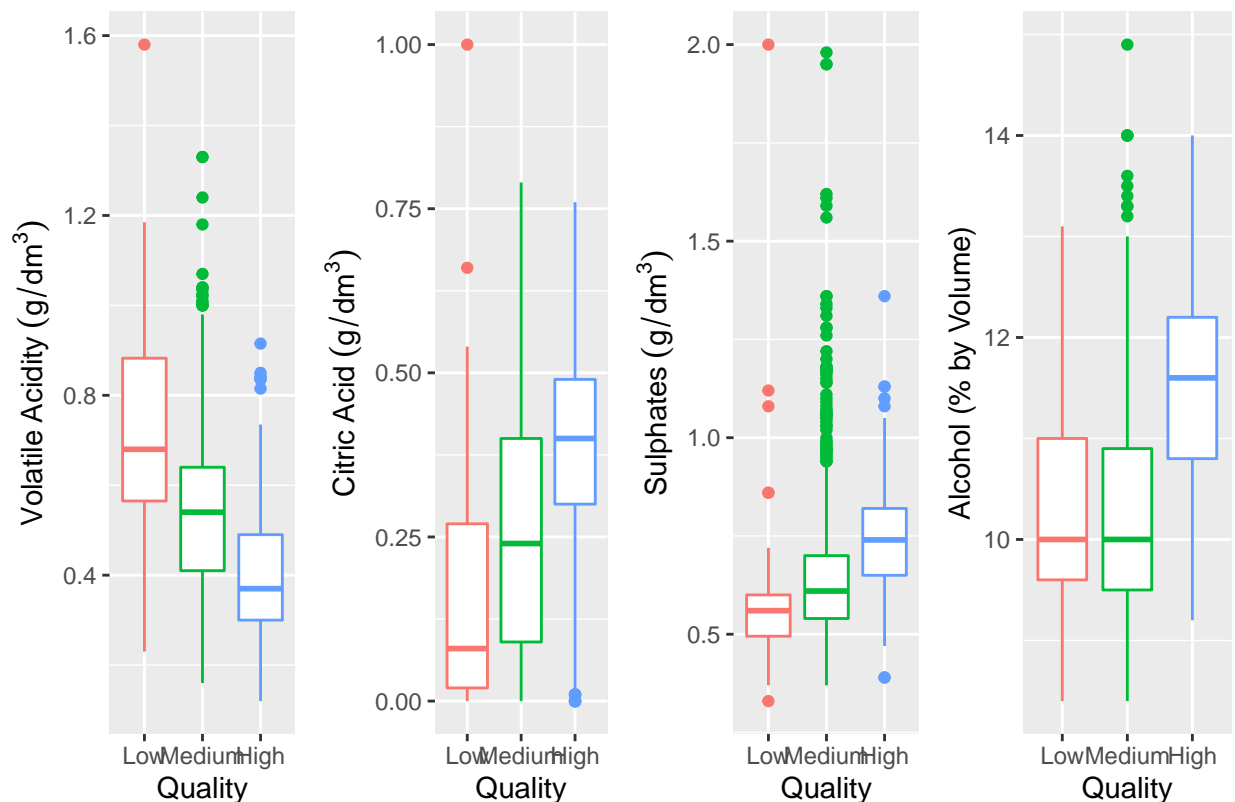 Volatile Acidity (g/dm³)
1.6
1.2
0.8
0.4
Low Medium High
Quality
Citric Acid (g/dm³)
1.00
0.75
0.50
0.25
0.00
Low Medium High
Quality
Sulphates (g/dm³)
2.0
1.5
1.0
0.5
Low Medium High
Quality
Alcohol (% by Volume)
14
12
10
Low Medium High
Quality